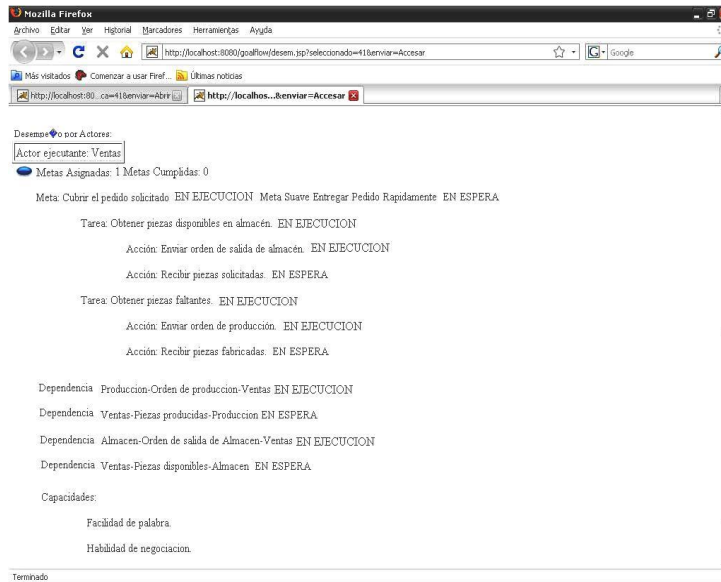 Mozilla Firefox
Archivo Editar Ver Historial Marcadores Herramientas Ayuda
http://localhost:8080/goalflow/desem.jsp?seleccionado=41&enviar=Accesar
Google
Más visitados Comenzar a usar Firef... Últimas noticias
http://localhost:80...ca=41&enviar=Abrir http://localhos...8&enviar=Accesar
Desempe�o por Actores:
Actor ejecutante: Ventas
Metas Asignadas: 1 Metas Cumplidas: 0
Meta: Cubrir el pedido solicitado EN EJECUCION Meta Suave Entregar Pedido Rapidamente EN ESPERA
Tarea: Obtener piezas disponibles en almacén. EN EJECUCION
Acción: Enviar orden de salida de almacén. EN EJECUCION
Acción: Recibir piezas solicitadas. EN ESPERA
Tarea: Obtener piezas faltantes. EN EJECUCION
Acción: Enviar orden de producción. EN EJECUCION
Acción: Recibir piezas fabricadas. EN ESPERA
Dependencia Produccion-Orden de produccion-Ventas EN EJECUCION
Dependencia Ventas-Piezas producidas-Produccion EN ESPERA
Dependencia Almacen-Orden de salida de Almacen-Ventas EN EJECUCION
Dependencia Ventas-Piezas disponibles-Almacen EN ESPERA
Capacidades:
Facilidad de palabra.
Habilidad de negociacion.
Terminado